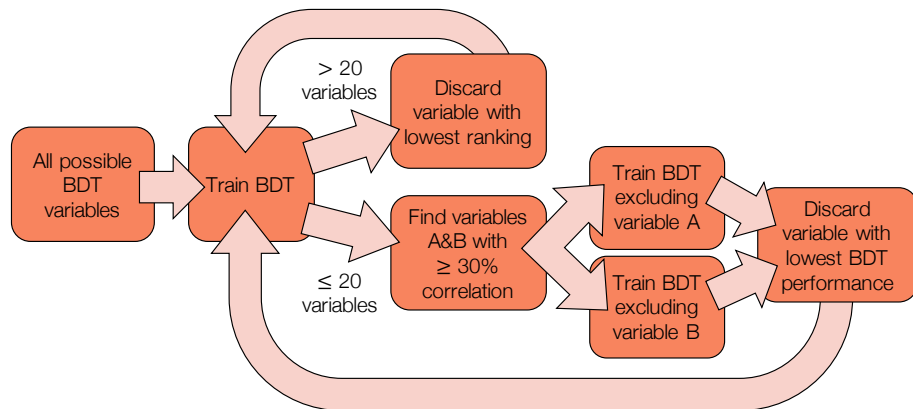 All possible
BDT
variables
Train BDT
> 20
variables
Discard
variable with
lowest ranking
≤ 20
variables
Find variables
A&B with
≥ 30%
correlation
Train BDT
excluding
variable A
Train BDT
excluding
variable B
Discard
variable with
lowest BDT
performance